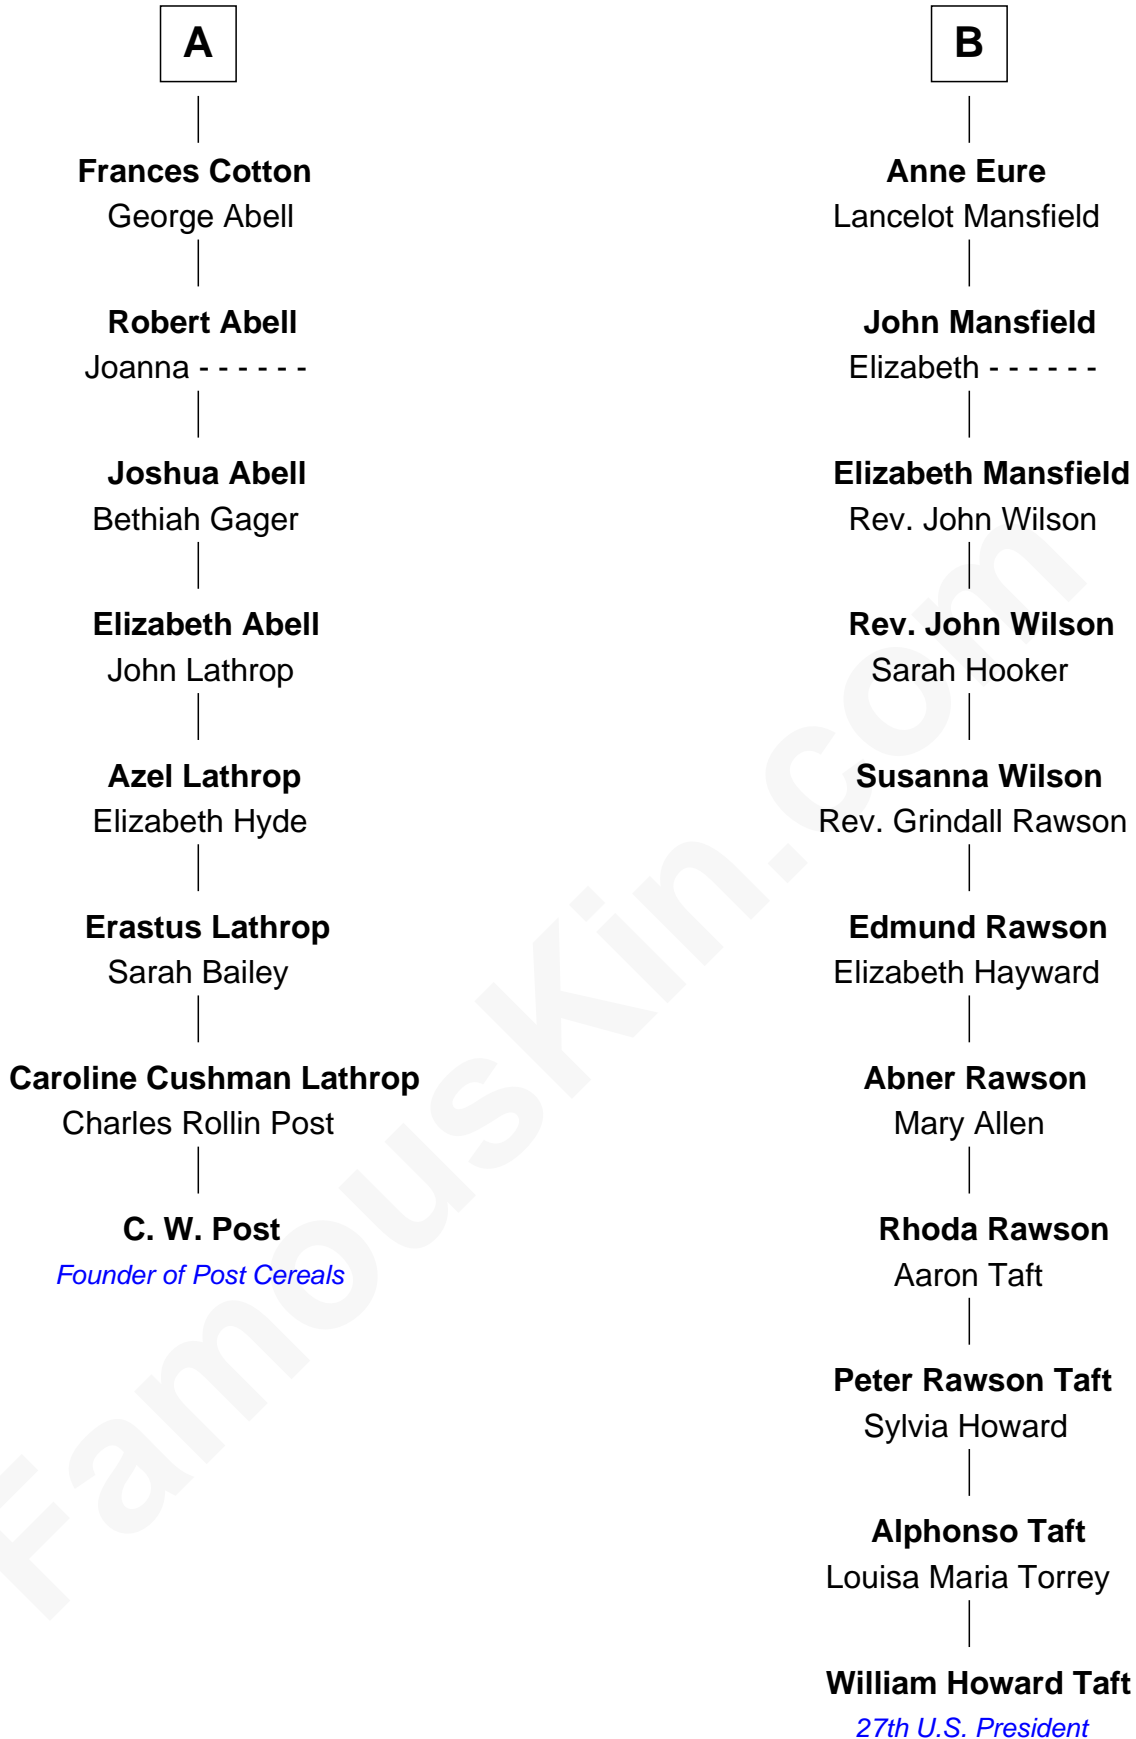 A
Frances Cotton
George Abell
Robert Abell
Joanna - - - - - -
Joshua Abell
Bethiah Gager
Elizabeth Abell
John Lathrop
Azel Lathrop
Elizabeth Hyde
Erastus Lathrop
Sarah Bailey
Caroline Cushman Lathrop
Charles Rollin Post
C. W. Post
Founder of Post Cereals
B
Anne Eure
Lancelot Mansfield
John Mansfield
Elizabeth - - - - - -
Elizabeth Mansfield
Rev. John Wilson
Rev. John Wilson
Sarah Hooker
Susanna Wilson
Rev. Grindall Rawson
Edmund Rawson
Elizabeth Hayward
Abner Rawson
Mary Allen
Rhoda Rawson
Aaron Taft
Peter Rawson Taft
Sylvia Howard
Alphonso Taft
Louisa Maria Torrey
William Howard Taft
27th U.S. President
FamousKin.com